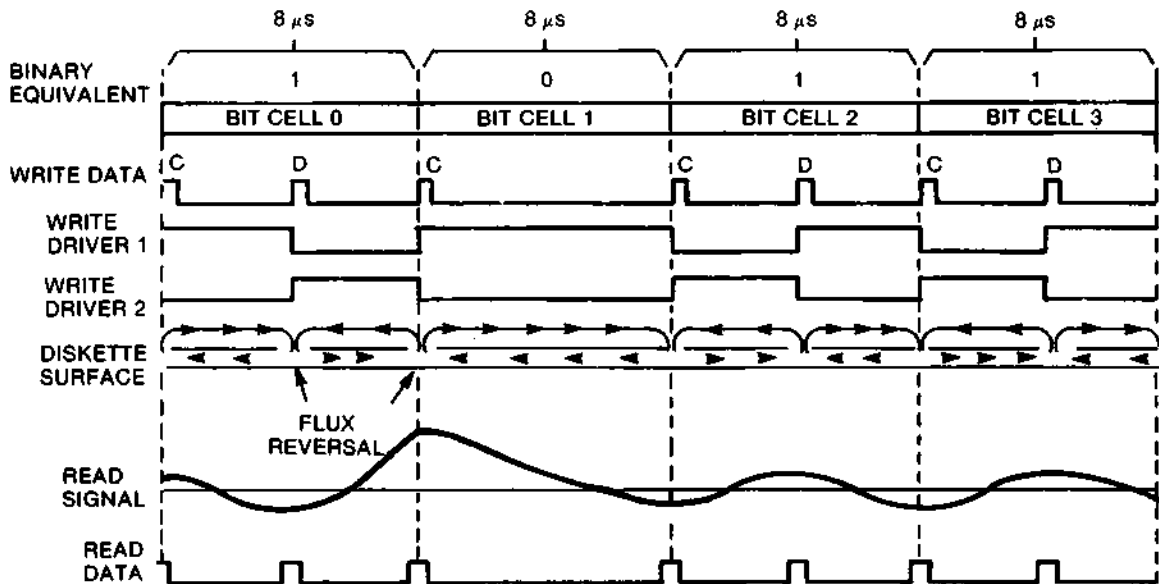 8 μs 8 μs 8 μs 8 μs
BINARY EQUIVALENT 1 0 1 1
BIT CELL 0 BIT CELL 1 BIT CELL 2 BIT CELL 3
C D C C D C D
WRITE DATA
WRITE
DRIVER 1
WRITE
DRIVER 2
DISKETTE
SURFACE
FLUX
REVERSAL
READ
SIGNAL
READ
DATA